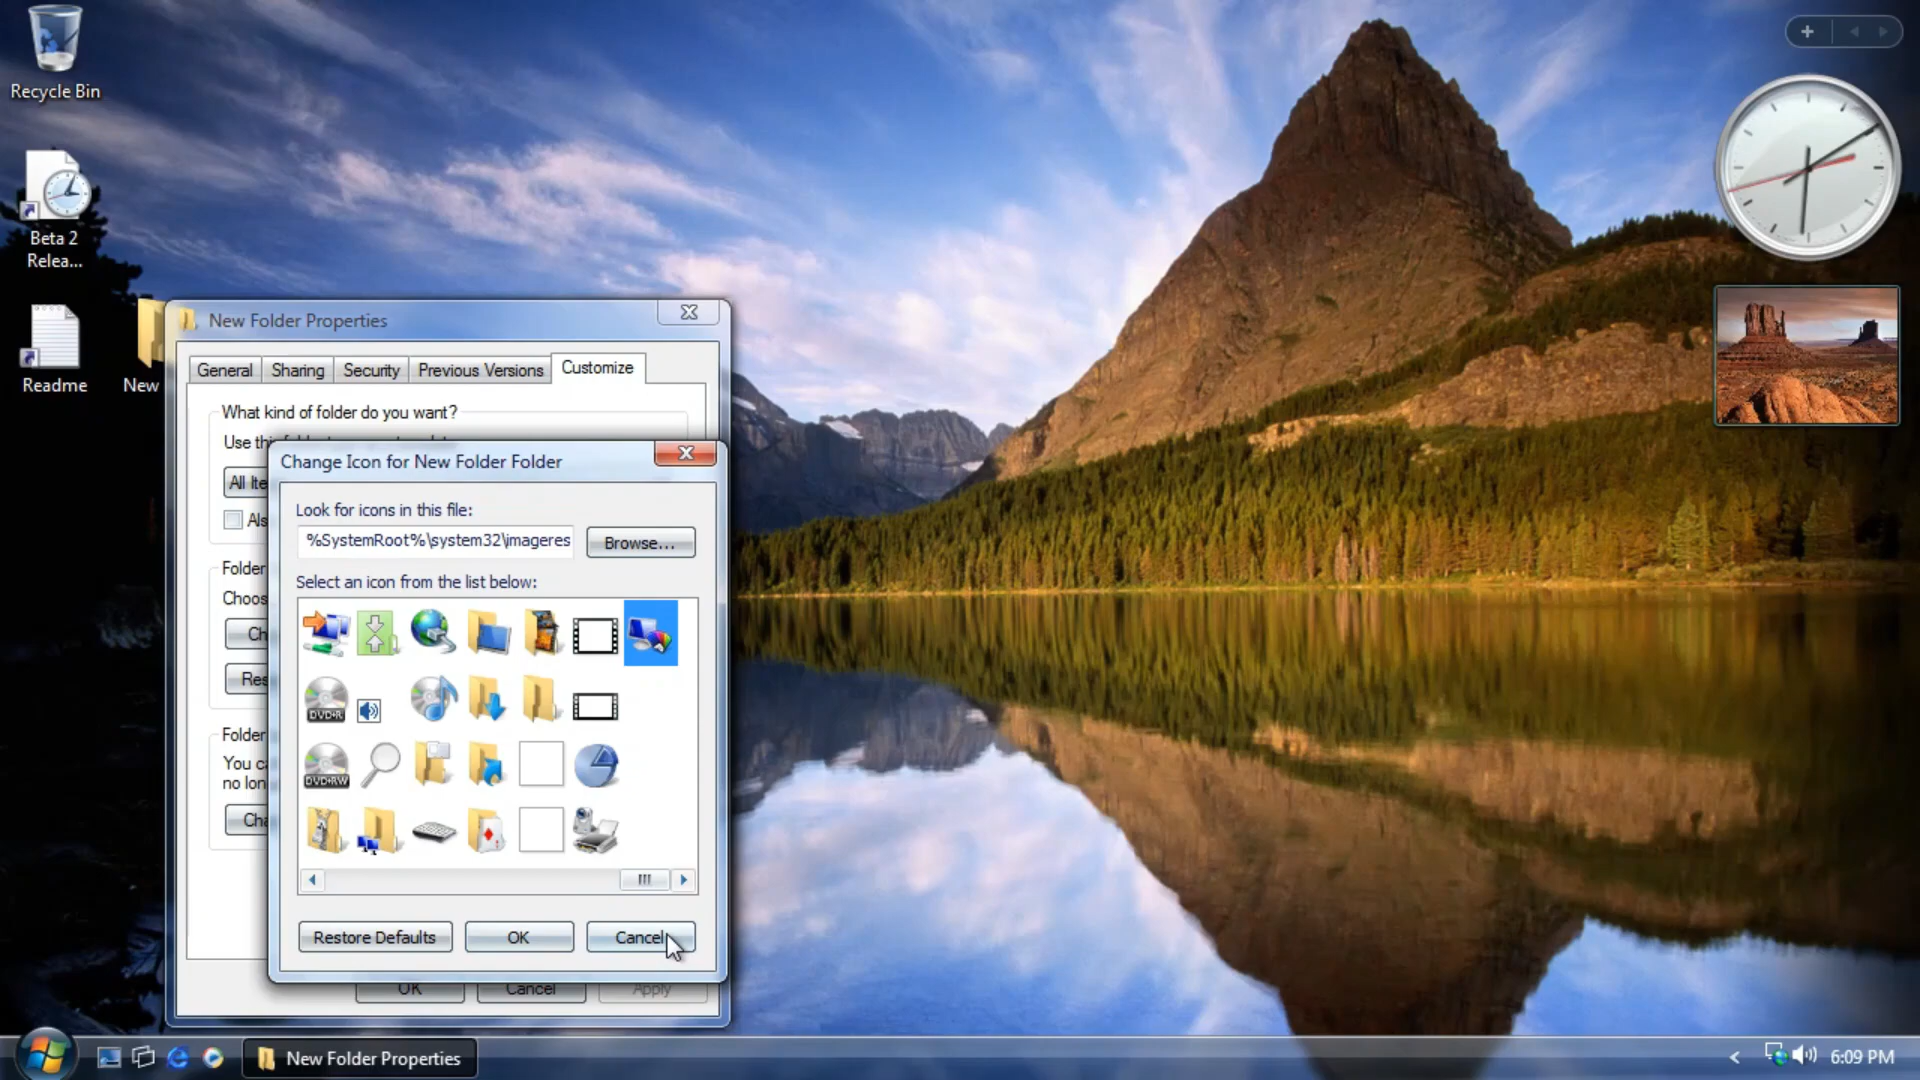 Recycle Bin
Beta 2
Relea...
Readme
New
New Folder Properties
General
Sharing
Security
Previous Versions
Customize
What kind of folder do you want?
Use
All Ite
Als
Folder
Choos
Ch
Res
Folder
You ca
no lon
Cha
OK
Cancel
Apply
Change Icon for New Folder Folder
Look for icons in this file:
%SystemRoot%\system32\imageres
Browse...
Select an icon from the list below:
DVD+R
DVD+RW
Restore Defaults
OK
Cancel
New Folder Properties
6:09 PM